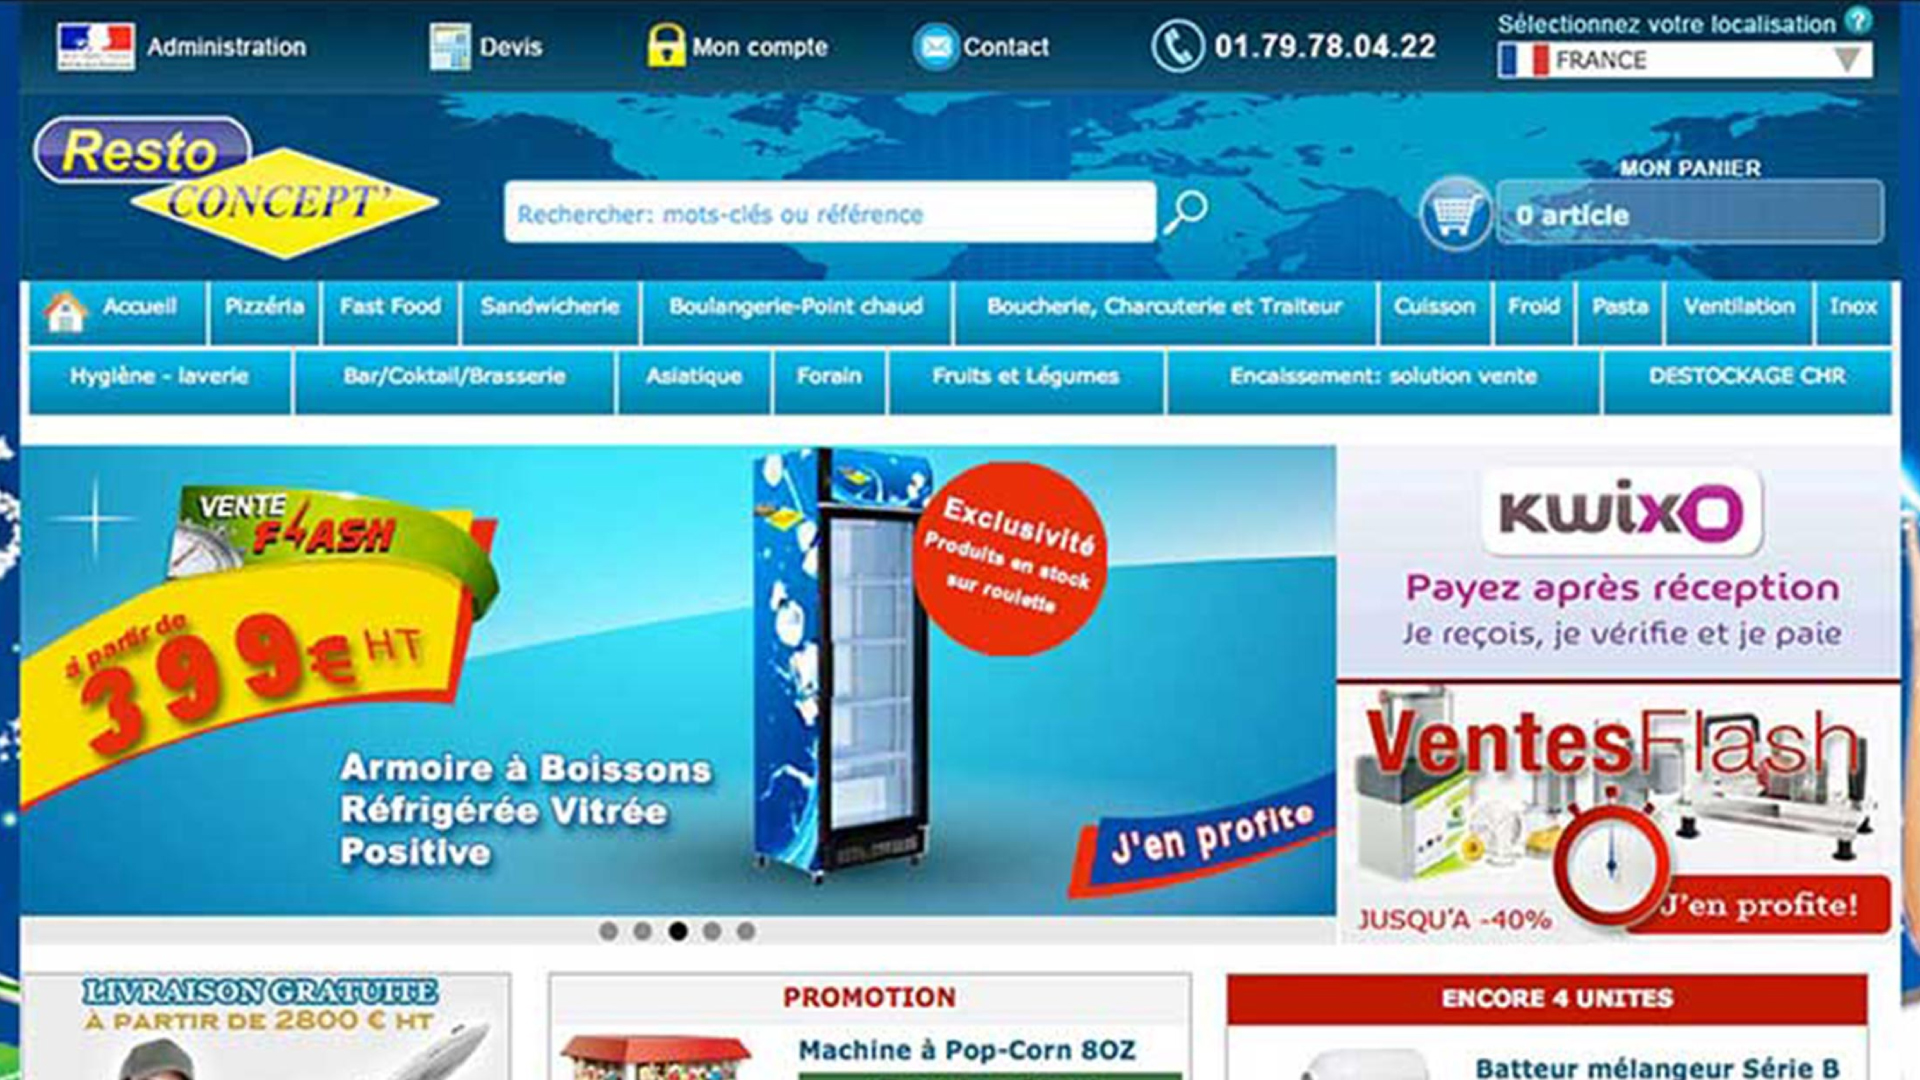 Administration
Devis
Mon compte
Contact
01.79.78.04.22
Sélectionnez votre localisation ?
FRANCE
Resto
CONCEPT'
Rechercher: mots-clés ou référence
MON PANIER
0 article
Accueil
Pizzéria
Fast Food
Sandwicherie
Boulangerie-Point chaud
Boucherie, Charcuterie et Traiteur
Cuisson
Froid
Pasta
Ventilation
Inox
Hygiène - laverie
Bar/Coktail/Brasserie
Asiatique
Forain
Fruits et Légumes
Encaissement: solution vente
DESTOCKAGE CHR
VENTE
FLASH
à partir de
399€ HT
Armoire à Boissons
Réfrigérée Vitrée
Positive
Exclusivité
Produits en stock
sur roulette
J'en profite
KWIXO
Payez après réception
Je reçois, je vérifie et je paie
VentesFlash
JUSQU'A -40%
J'en profite!
LIVRAISON GRATUITE
À PARTIR DE 2800 € HT
PROMOTION
Machine à Pop-Corn 8OZ
ENCORE 4 UNITES
Batteur mélangeur Série B